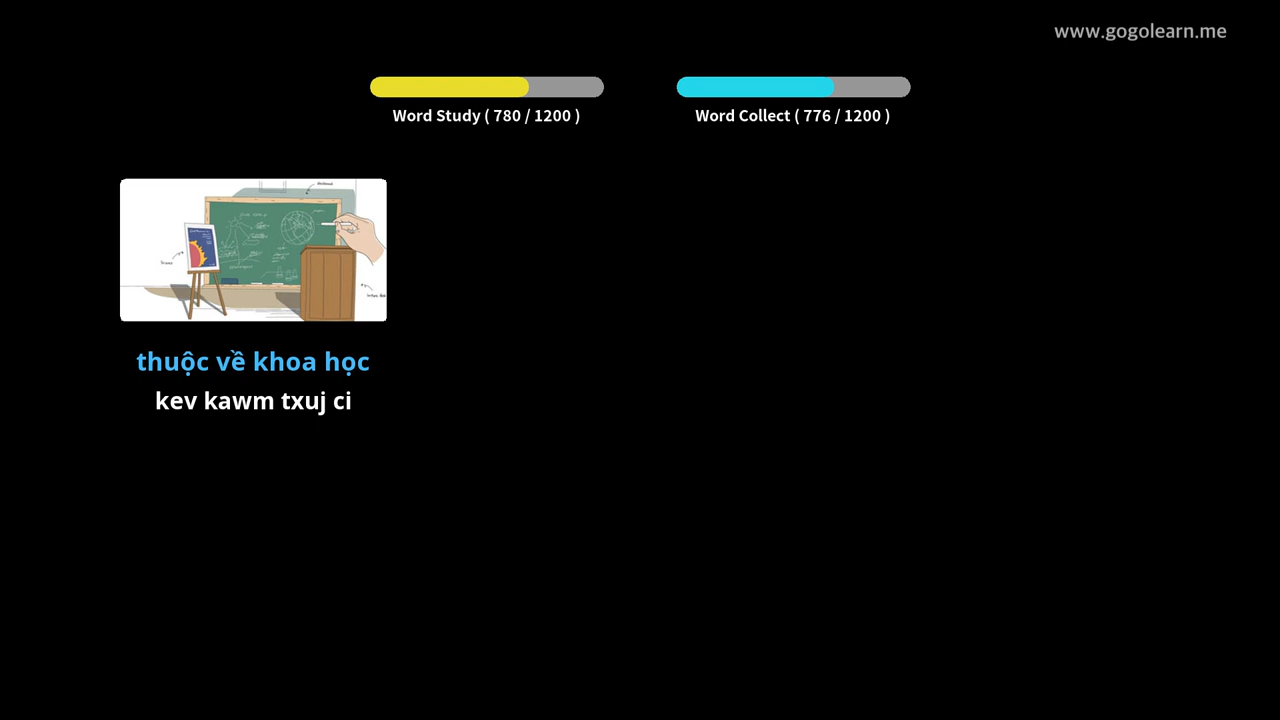 www.gogolearn.me
Word Study ( 780 / 1200 )
Word Collect ( 776 / 1200 )
thuộc về khoa học
kev kawm txuj ci